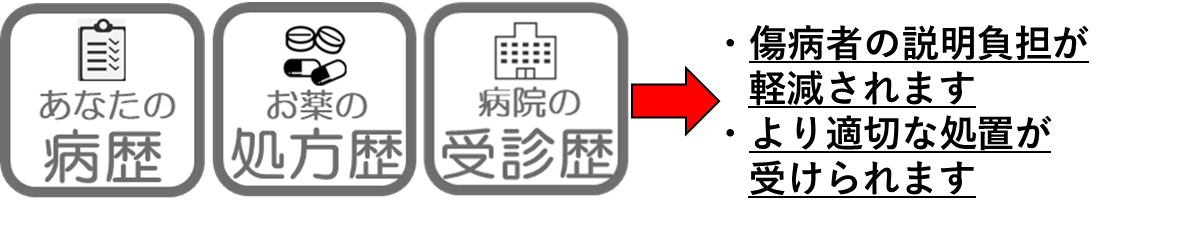 あなたの
病歴
お薬の
処方歴
病院の
受診歴
・傷病者の説明負担が
軽減されます
・より適切な処置が
受けられます